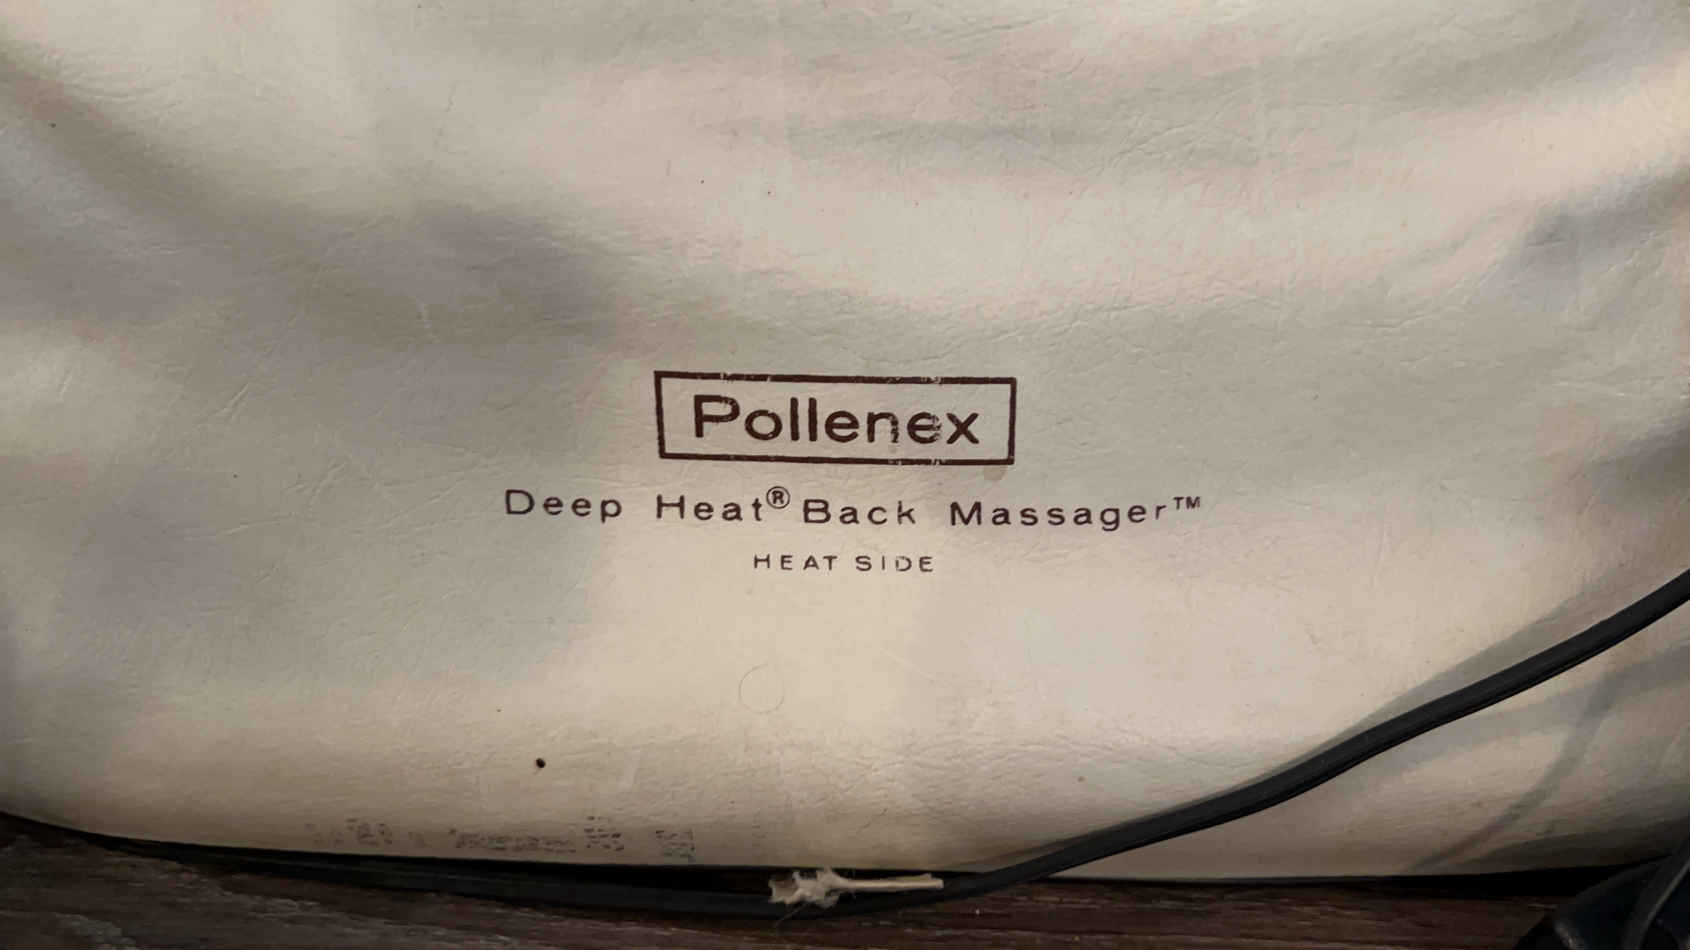 Pollenex
Deep Heat® Back Massager™
HEAT SIDE